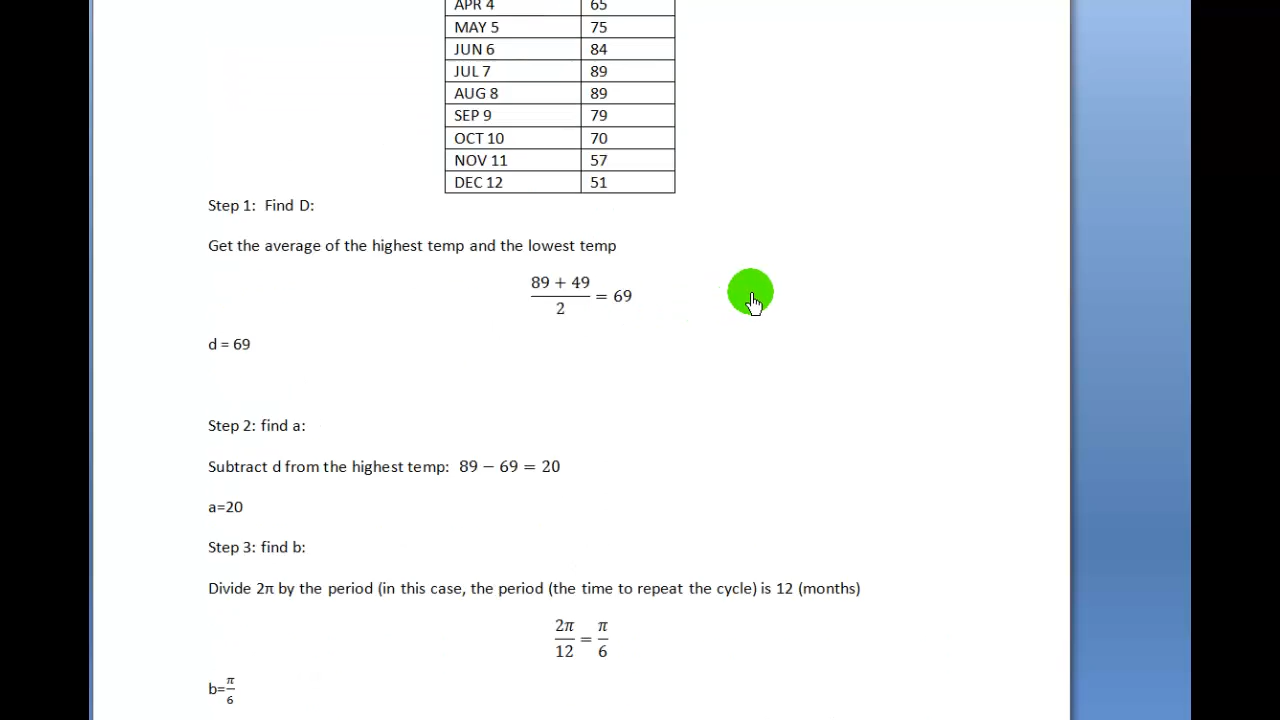 APR 4 65
MAY 5 75
JUN 6 84
JUL 7 89
AUG 8 89
SEP 9 79
OCT 10 70
NOV 11 57
DEC 12 51
Step 1:  Find D:
Get the average of the highest temp and the lowest temp
(89 + 49)/2 = 69
d = 69
Step 2: find a:
Subtract d from the highest temp:  89 − 69 = 20
a=20
Step 3: find b:
Divide 2π by the period (in this case, the period (the time to repeat the cycle) is 12 (months)
2π/12 = π/6
b=π/6